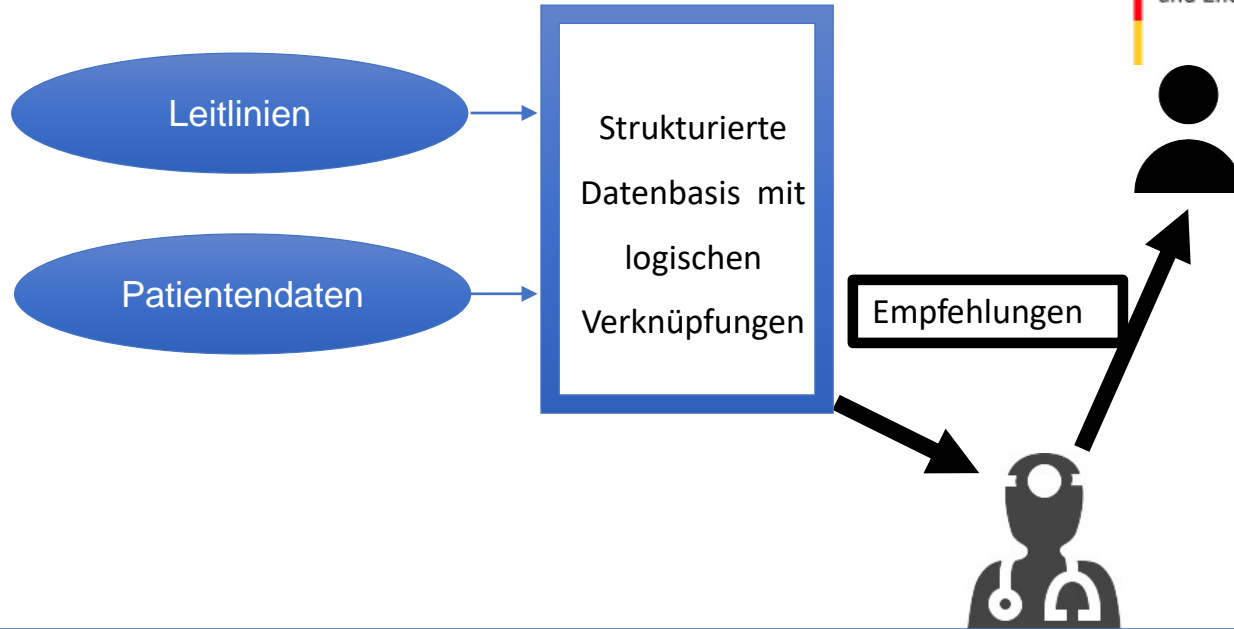 Leitlinien
Patientendaten
Strukturierte
Datenbasis mit
logischen
Verknüpfungen
Empfehlungen